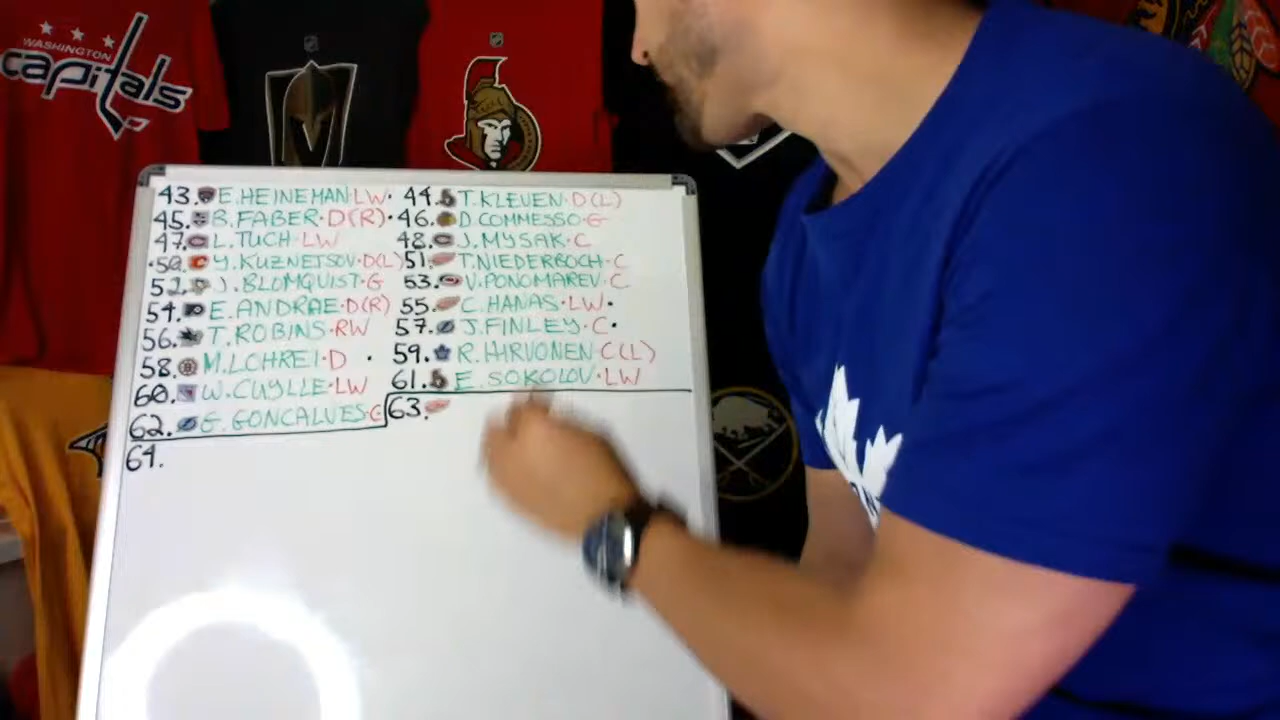 WASHINGTON
capitals
43. E. HEINEMAN · LW · 44. T. KLEVEN · D(L)
45. B. FABER · D(R) · 46. D. COMMESSO · G
47. L. TUCH · LW 48. J. MYSAK · C
· 50. Y. KUZNETSOV · D(L) 51. T. NIEDERBOCH · C
52. J. BLOMQUIST · G 53. V. PONOMAREV · C
54. E. ANDRAE · D(R) 55. C. HANAS · LW ·
56. T. ROBINS · RW 57. J. FINLEY · C ·
58. M. LOHREI · D · 59. R. HIRVONEN · C(L)
60. W. CUYLLE · LW 61. E. SOKOLOV · LW
62. G. GONCALVES · C 63.
64.